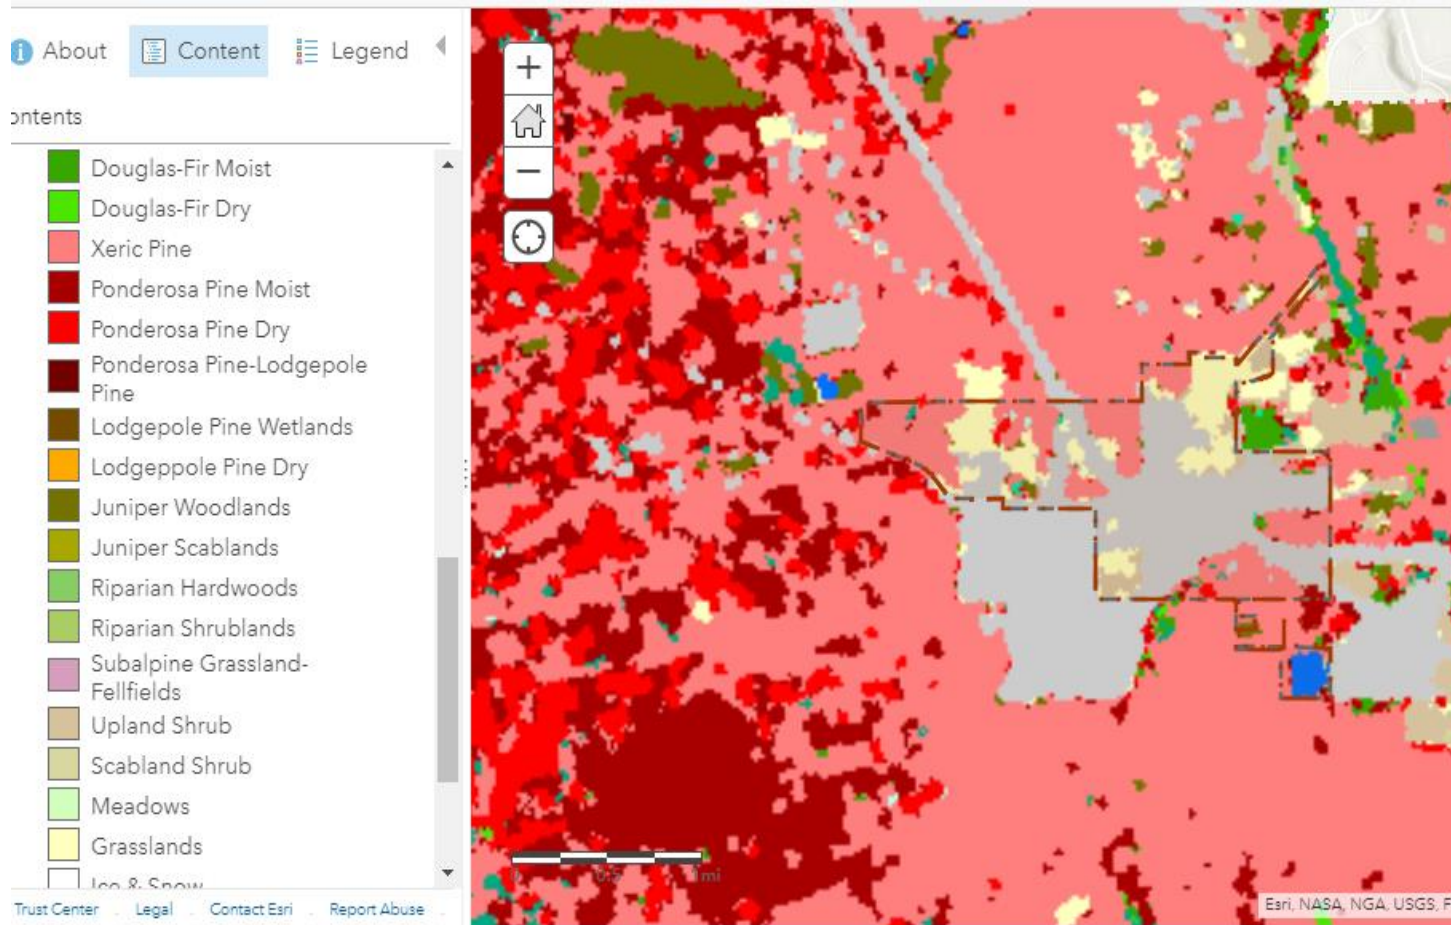 About
Content
Legend
ontents
Douglas-Fir Moist
Douglas-Fir Dry
Xeric Pine
Ponderosa Pine Moist
Ponderosa Pine Dry
Ponderosa Pine-Lodgepole
Pine
Lodgepole Pine Wetlands
Lodgeppole Pine Dry
Juniper Woodlands
Juniper Scablands
Riparian Hardwoods
Riparian Shrublands
Subalpine Grassland-
Fellfields
Upland Shrub
Scabland Shrub
Meadows
Grasslands
Ice & Snow
Trust Center . Legal . Contact Esri . Report Abuse .
0 0.5 1mi
Esri, NASA, NGA, USGS, F